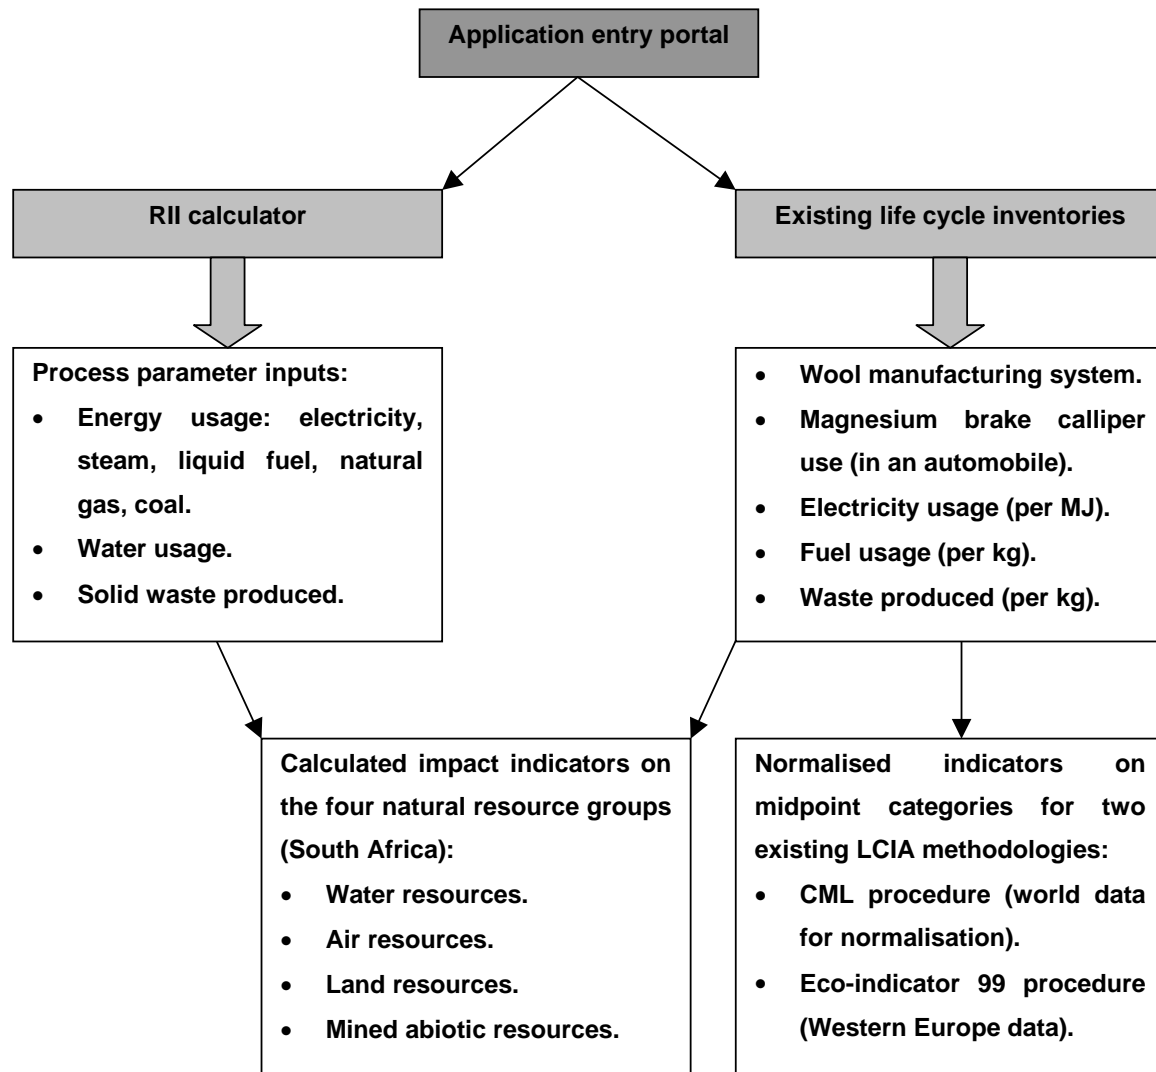 Application entry portal
RII calculator
Existing life cycle inventories
Process parameter inputs:
• Energy usage: electricity,
steam, liquid fuel, natural
gas, coal.
• Water usage.
• Solid waste produced.
• Wool manufacturing system.
• Magnesium brake calliper
use (in an automobile).
• Electricity usage (per MJ).
• Fuel usage (per kg).
• Waste produced (per kg).
Calculated impact indicators on
the four natural resource groups
(South Africa):
• Water resources.
• Air resources.
• Land resources.
• Mined abiotic resources.
Normalised indicators on
midpoint categories for two
existing LCIA methodologies:
• CML procedure (world data
for normalisation).
• Eco-indicator 99 procedure
(Western Europe data).